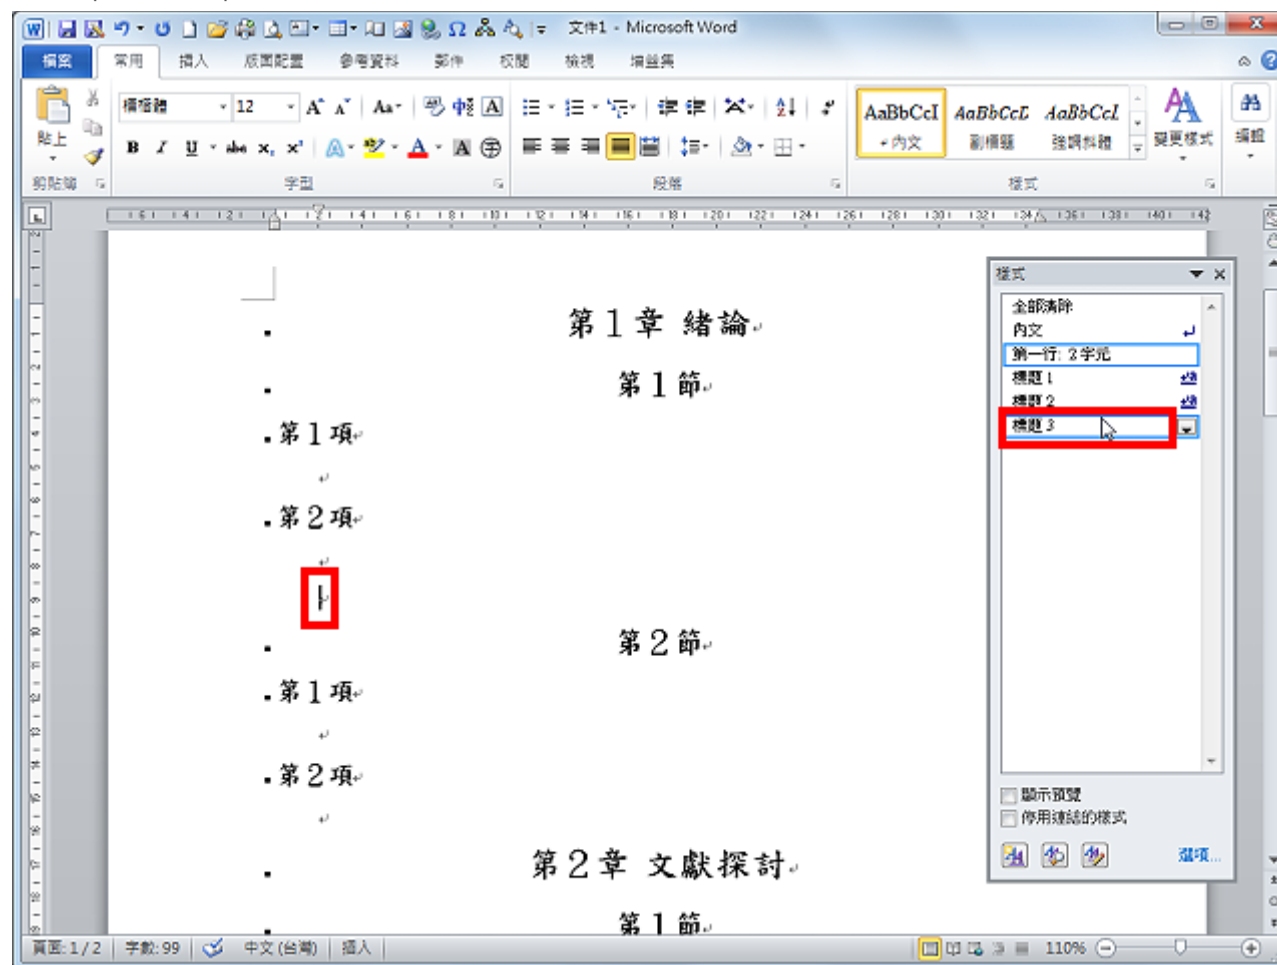 文件1 - Microsoft Word
檔案 常用 插入 版面配置 參考資料 郵件 校閱 檢視 增益集
標楷體 12
貼上
AaBbCcI AaBbCcD AaBbCcI
內文 副標題 強調斜體
變更樣式 編輯
剪貼簿 字型 段落 樣式
樣式
全部清除
內文
第一行: 2 字元
標題 1
標題 2
標題 3
第1章 緒論
第1節
第1項
第2項
第2節
第1項
第2項
第2章 文獻探討
第1節
顯示預覽
停用連結的樣式
選項...
頁面: 1/2 字數: 99 中文 (台灣) 插入 110%